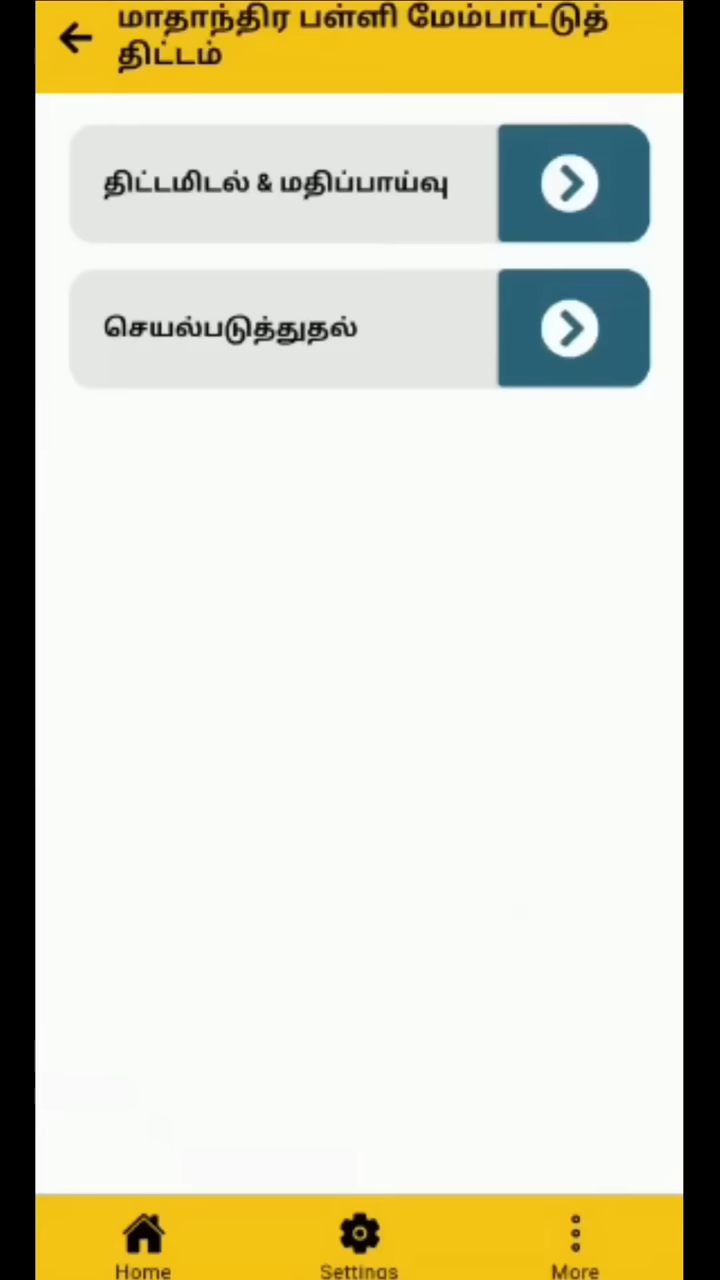 மாதாந்திர பள்ளி மேம்பாட்டுத்
திட்டம்
திட்டமிடல் & மதிப்பாய்வு
செயல்படுத்துதல்
Home
Settings
More